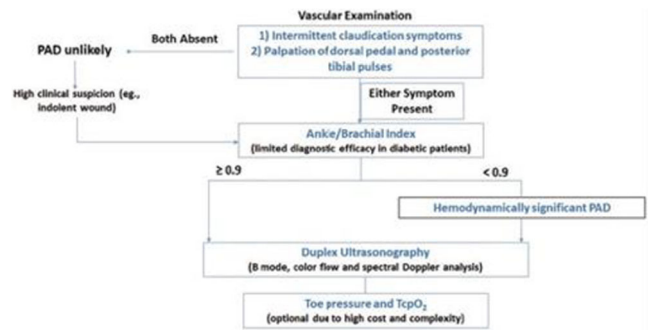 Vascular Examination
1) Intermittent claudication symptoms
2) Palpation of dorsal pedal and posterior
tibial pulses
Both Absent
PAD unlikely
High clinical suspicion (eg.,
indolent wound)
Either Symptom
Present
Ankle/Brachial Index
(limited diagnostic efficacy in diabetic patients)
≥ 0.9
< 0.9
Hemodynamically significant PAD
Duplex Ultrasonography
(B mode, color flow and spectral Doppler analysis)
Toe pressure and TcpO₂
(optional due to high cost and complexity)